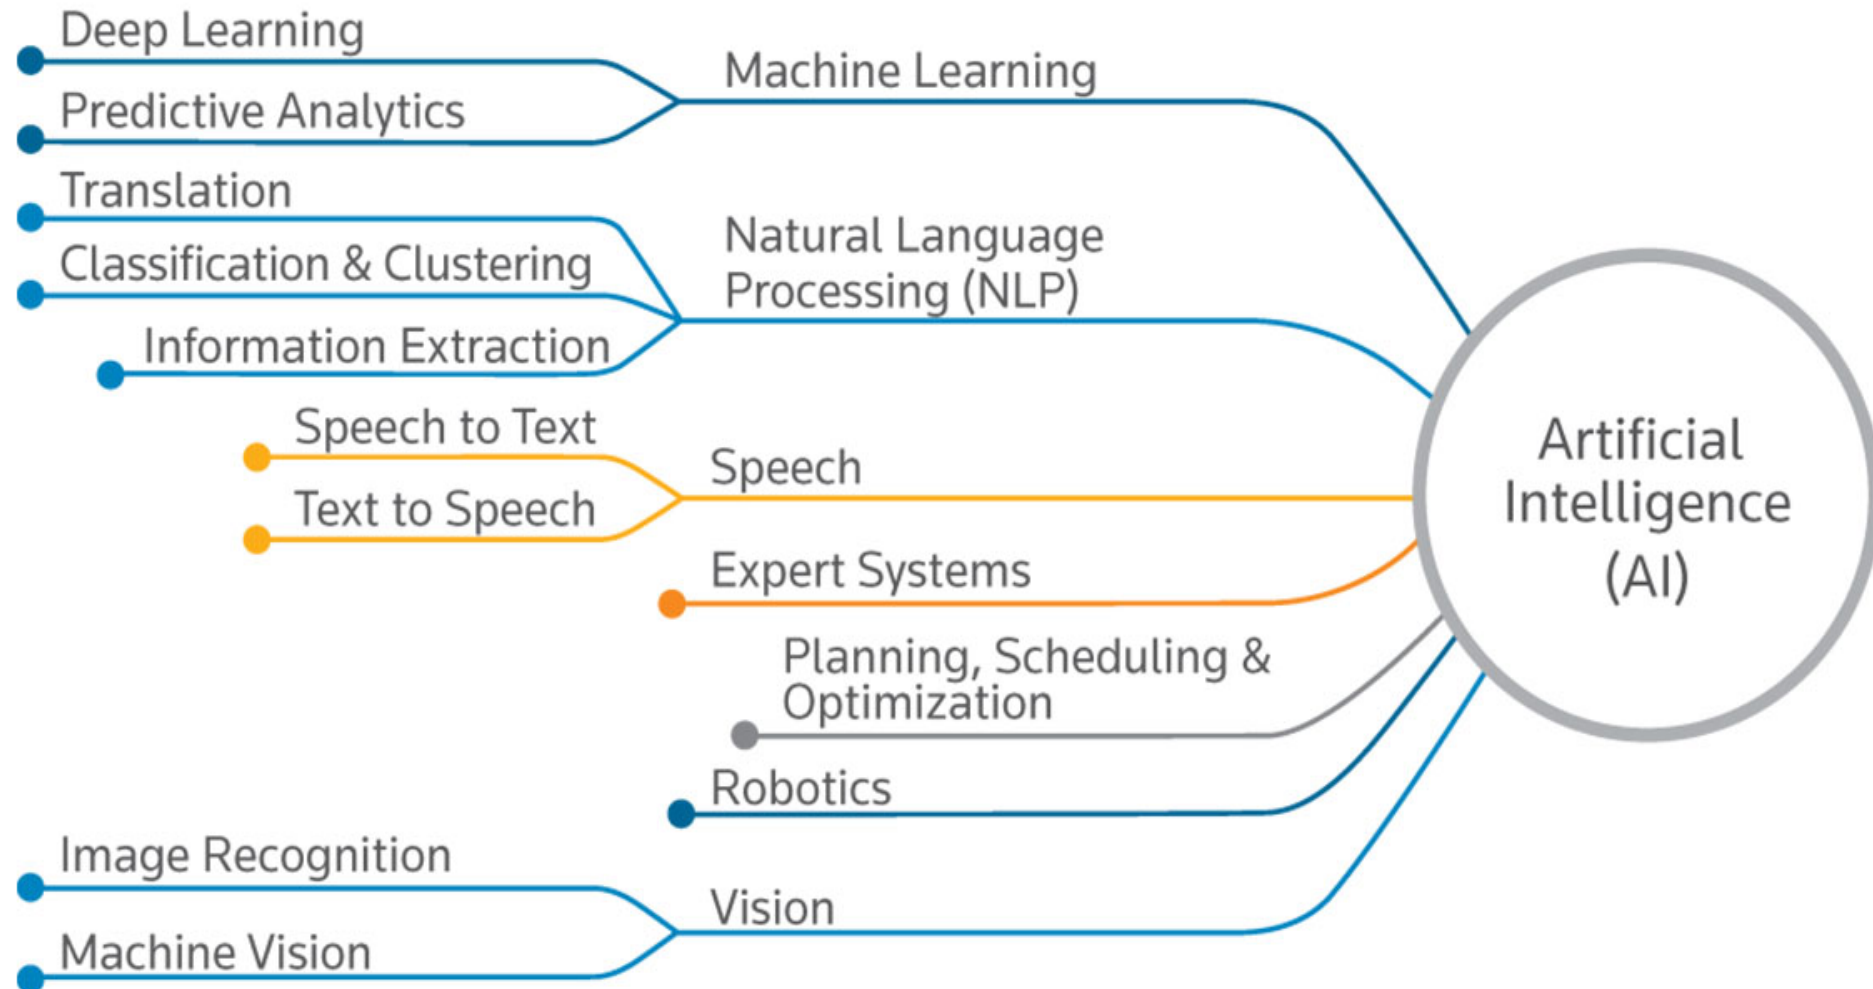 Deep Learning
Predictive Analytics
Machine Learning
Translation
Classification & Clustering
Information Extraction
Natural Language
Processing (NLP)
Speech to Text
Text to Speech
Speech
Expert Systems
Planning, Scheduling &
Optimization
Robotics
Image Recognition
Machine Vision
Vision
Artificial
Intelligence
(AI)